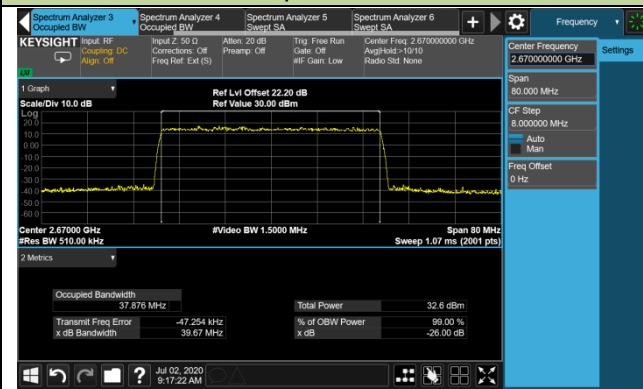 Spectrum Analyzer 3
Occupied BW
Spectrum Analyzer 4
Occupied BW
Spectrum Analyzer 5
Swept SA
Spectrum Analyzer 6
Swept SA
+
Frequency
KEYSIGHT
Input: RF
Coupling: DC
Align: Off
Input Z: 50 Ω
Corrections: Off
Freq Ref: Ext (S)
Atten: 20 dB
Preamp: Off
Trig: Free Run
Gate: Off
#IF Gain: Low
Center Freq: 2.670000000 GHz
Avg|Hold:>10/10
Radio Std: None
LM
Center Frequency
2.670000000 GHz
Settings
Span
80.000 MHz
CF Step
8.000000 MHz
Auto
Man
Freq Offset
0 Hz
1 Graph
Scale/Div 10.0 dB
Ref Lvl Offset 22.20 dB
Ref Value 30.00 dBm
Log
20.0
10.0
0.00
-10.0
-20.0
-30.0
-40.0
-50.0
-60.0
Center 2.67000 GHz
#Video BW 1.5000 MHz
Span 80 MHz
#Res BW 510.00 kHz
Sweep 1.07 ms (2001 pts)
2 Metrics
Occupied Bandwidth
37.876 MHz
Total Power 32.6 dBm
Transmit Freq Error -47.254 kHz
% of OBW Power 99.00 %
x dB Bandwidth 39.67 MHz
x dB -26.00 dB
?
Jul 02, 2020
9:17:22 AM